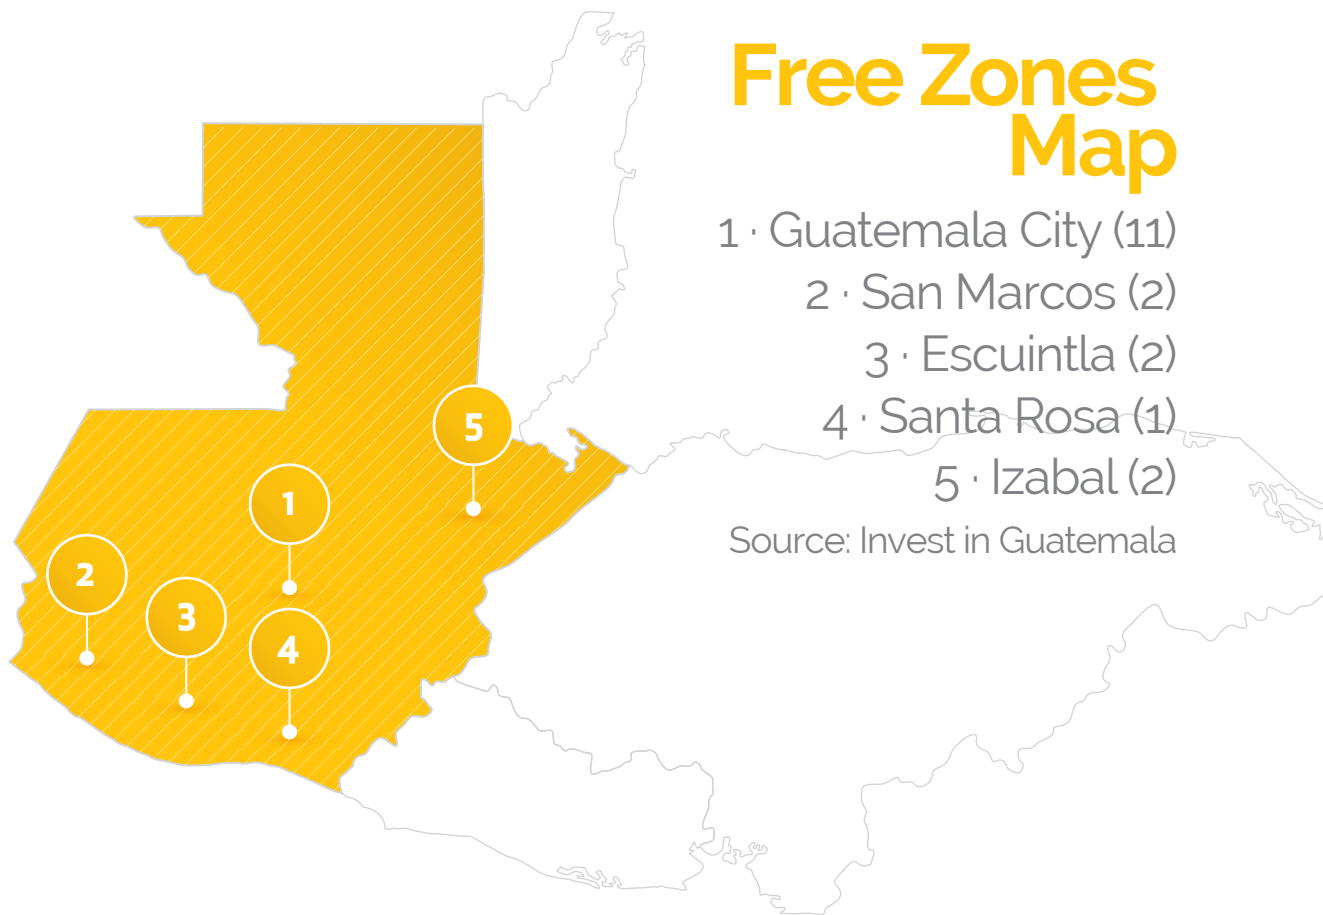 Free Zones
Map
1 · Guatemala City (11)
2 · San Marcos (2)
3 · Escuintla (2)
4 · Santa Rosa (1)
5 · Izabal (2)
Source: Invest in Guatemala
5
1
2
3
4